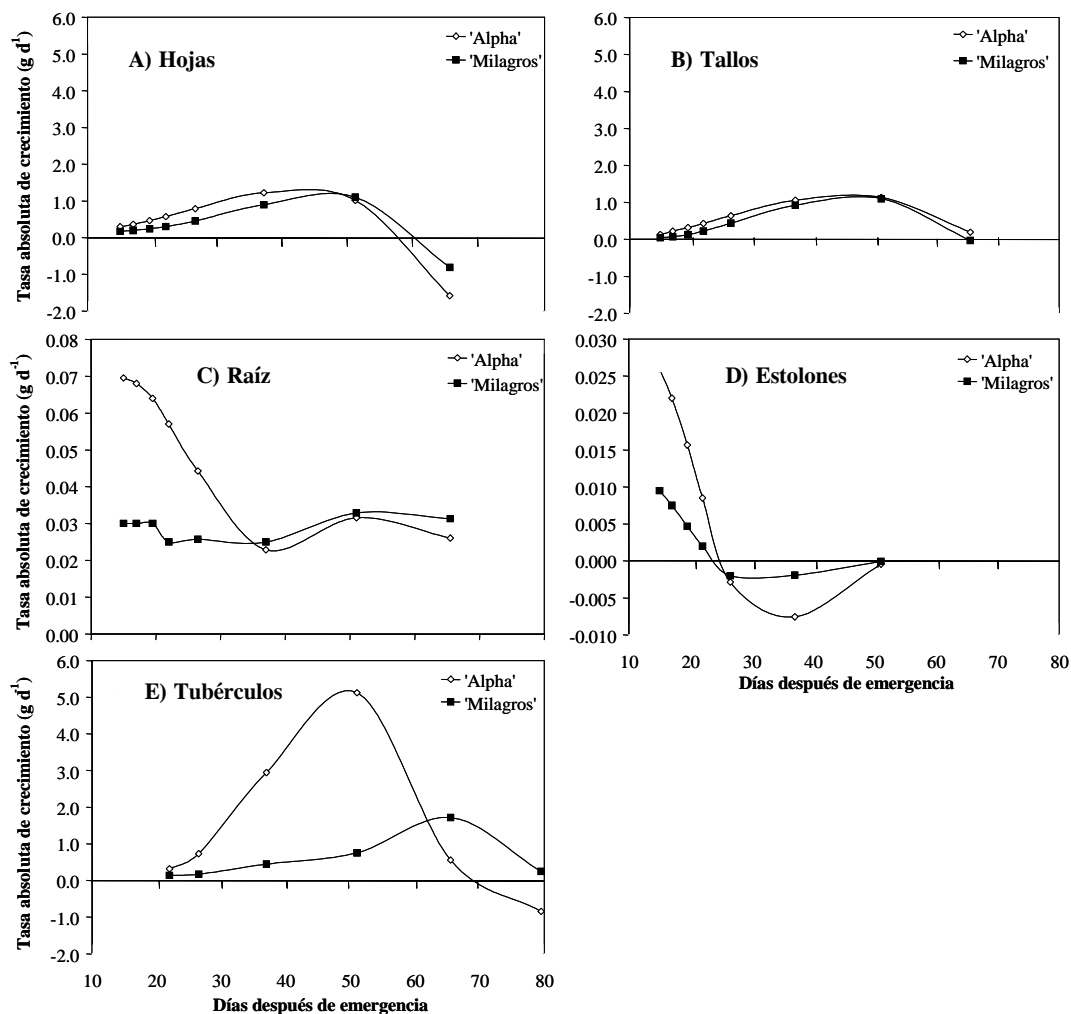 Tasa absoluta de crecimiento (g d⁻¹)
6.0
5.0
4.0
3.0
2.0
1.0
0.0
-1.0
-2.0
A) Hojas
'Alpha'
'Milagros'
6.0
5.0
4.0
3.0
2.0
1.0
0.0
-1.0
-2.0
B) Tallos
'Alpha'
'Milagros'
Tasa absoluta de crecimiento (g d⁻¹)
0.08
0.07
0.06
0.05
0.04
0.03
0.02
0.01
0.00
C) Raíz
'Alpha'
'Milagros'
0.030
0.025
0.020
0.015
0.010
0.005
0.000
-0.005
-0.010
D) Estolones
'Alpha'
'Milagros'
10 20 30 40 50 60 70 80
Días después de emergencia
Tasa absoluta de crecimiento (g d⁻¹)
6.0
5.0
4.0
3.0
2.0
1.0
0.0
-1.0
-2.0
E) Tubérculos
'Alpha'
'Milagros'
10 20 30 40 50 60 70 80
Días después de emergencia